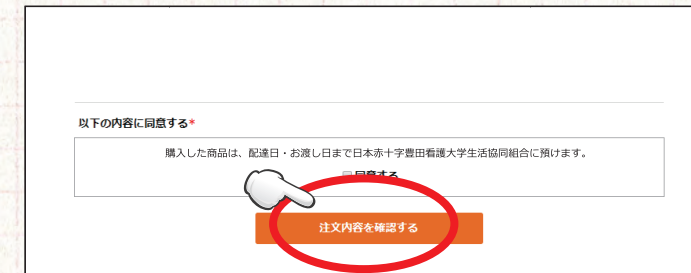 以下の内容に同意する*
購入した商品は、配達日・お渡し日まで日本赤十字豊田看護大学生活協同組合に預けます。
同意する
注文内容を確認する